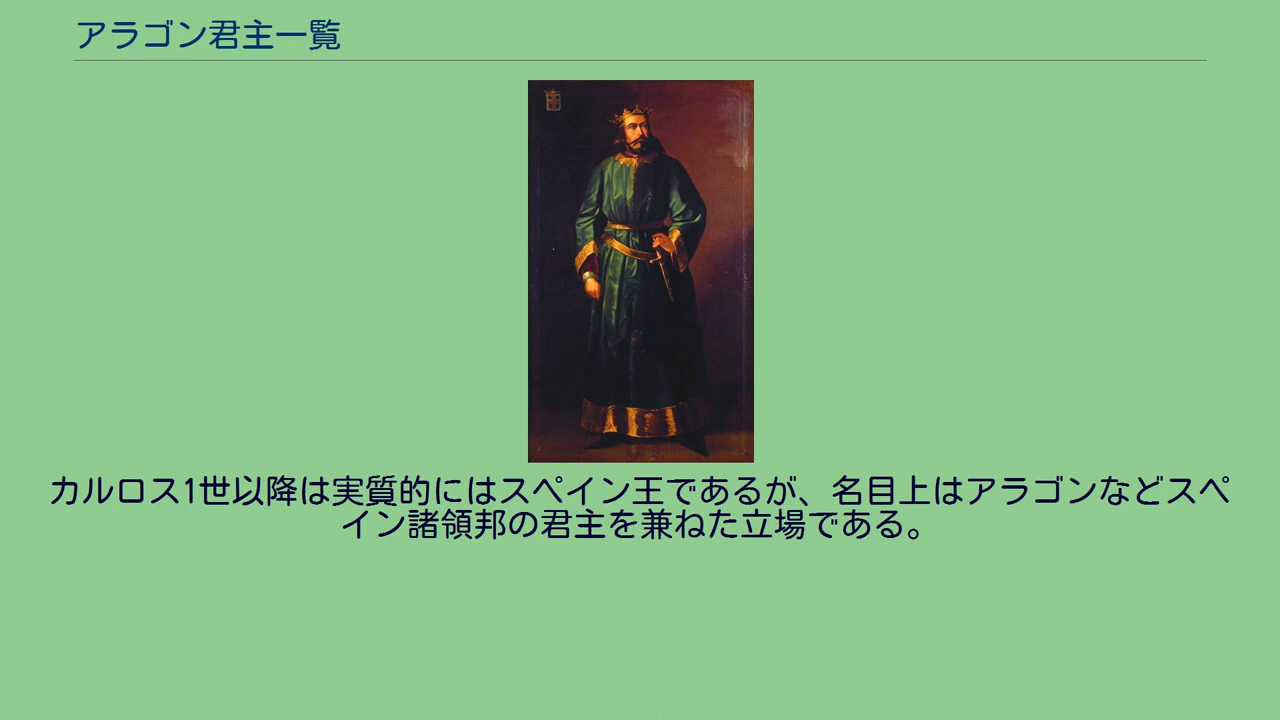 アラゴン君主一覧
カルロス1世以降は実質的にはスペイン王であるが、名目上はアラゴンなどスペ
イン諸領邦の君主を兼ねた立場である。